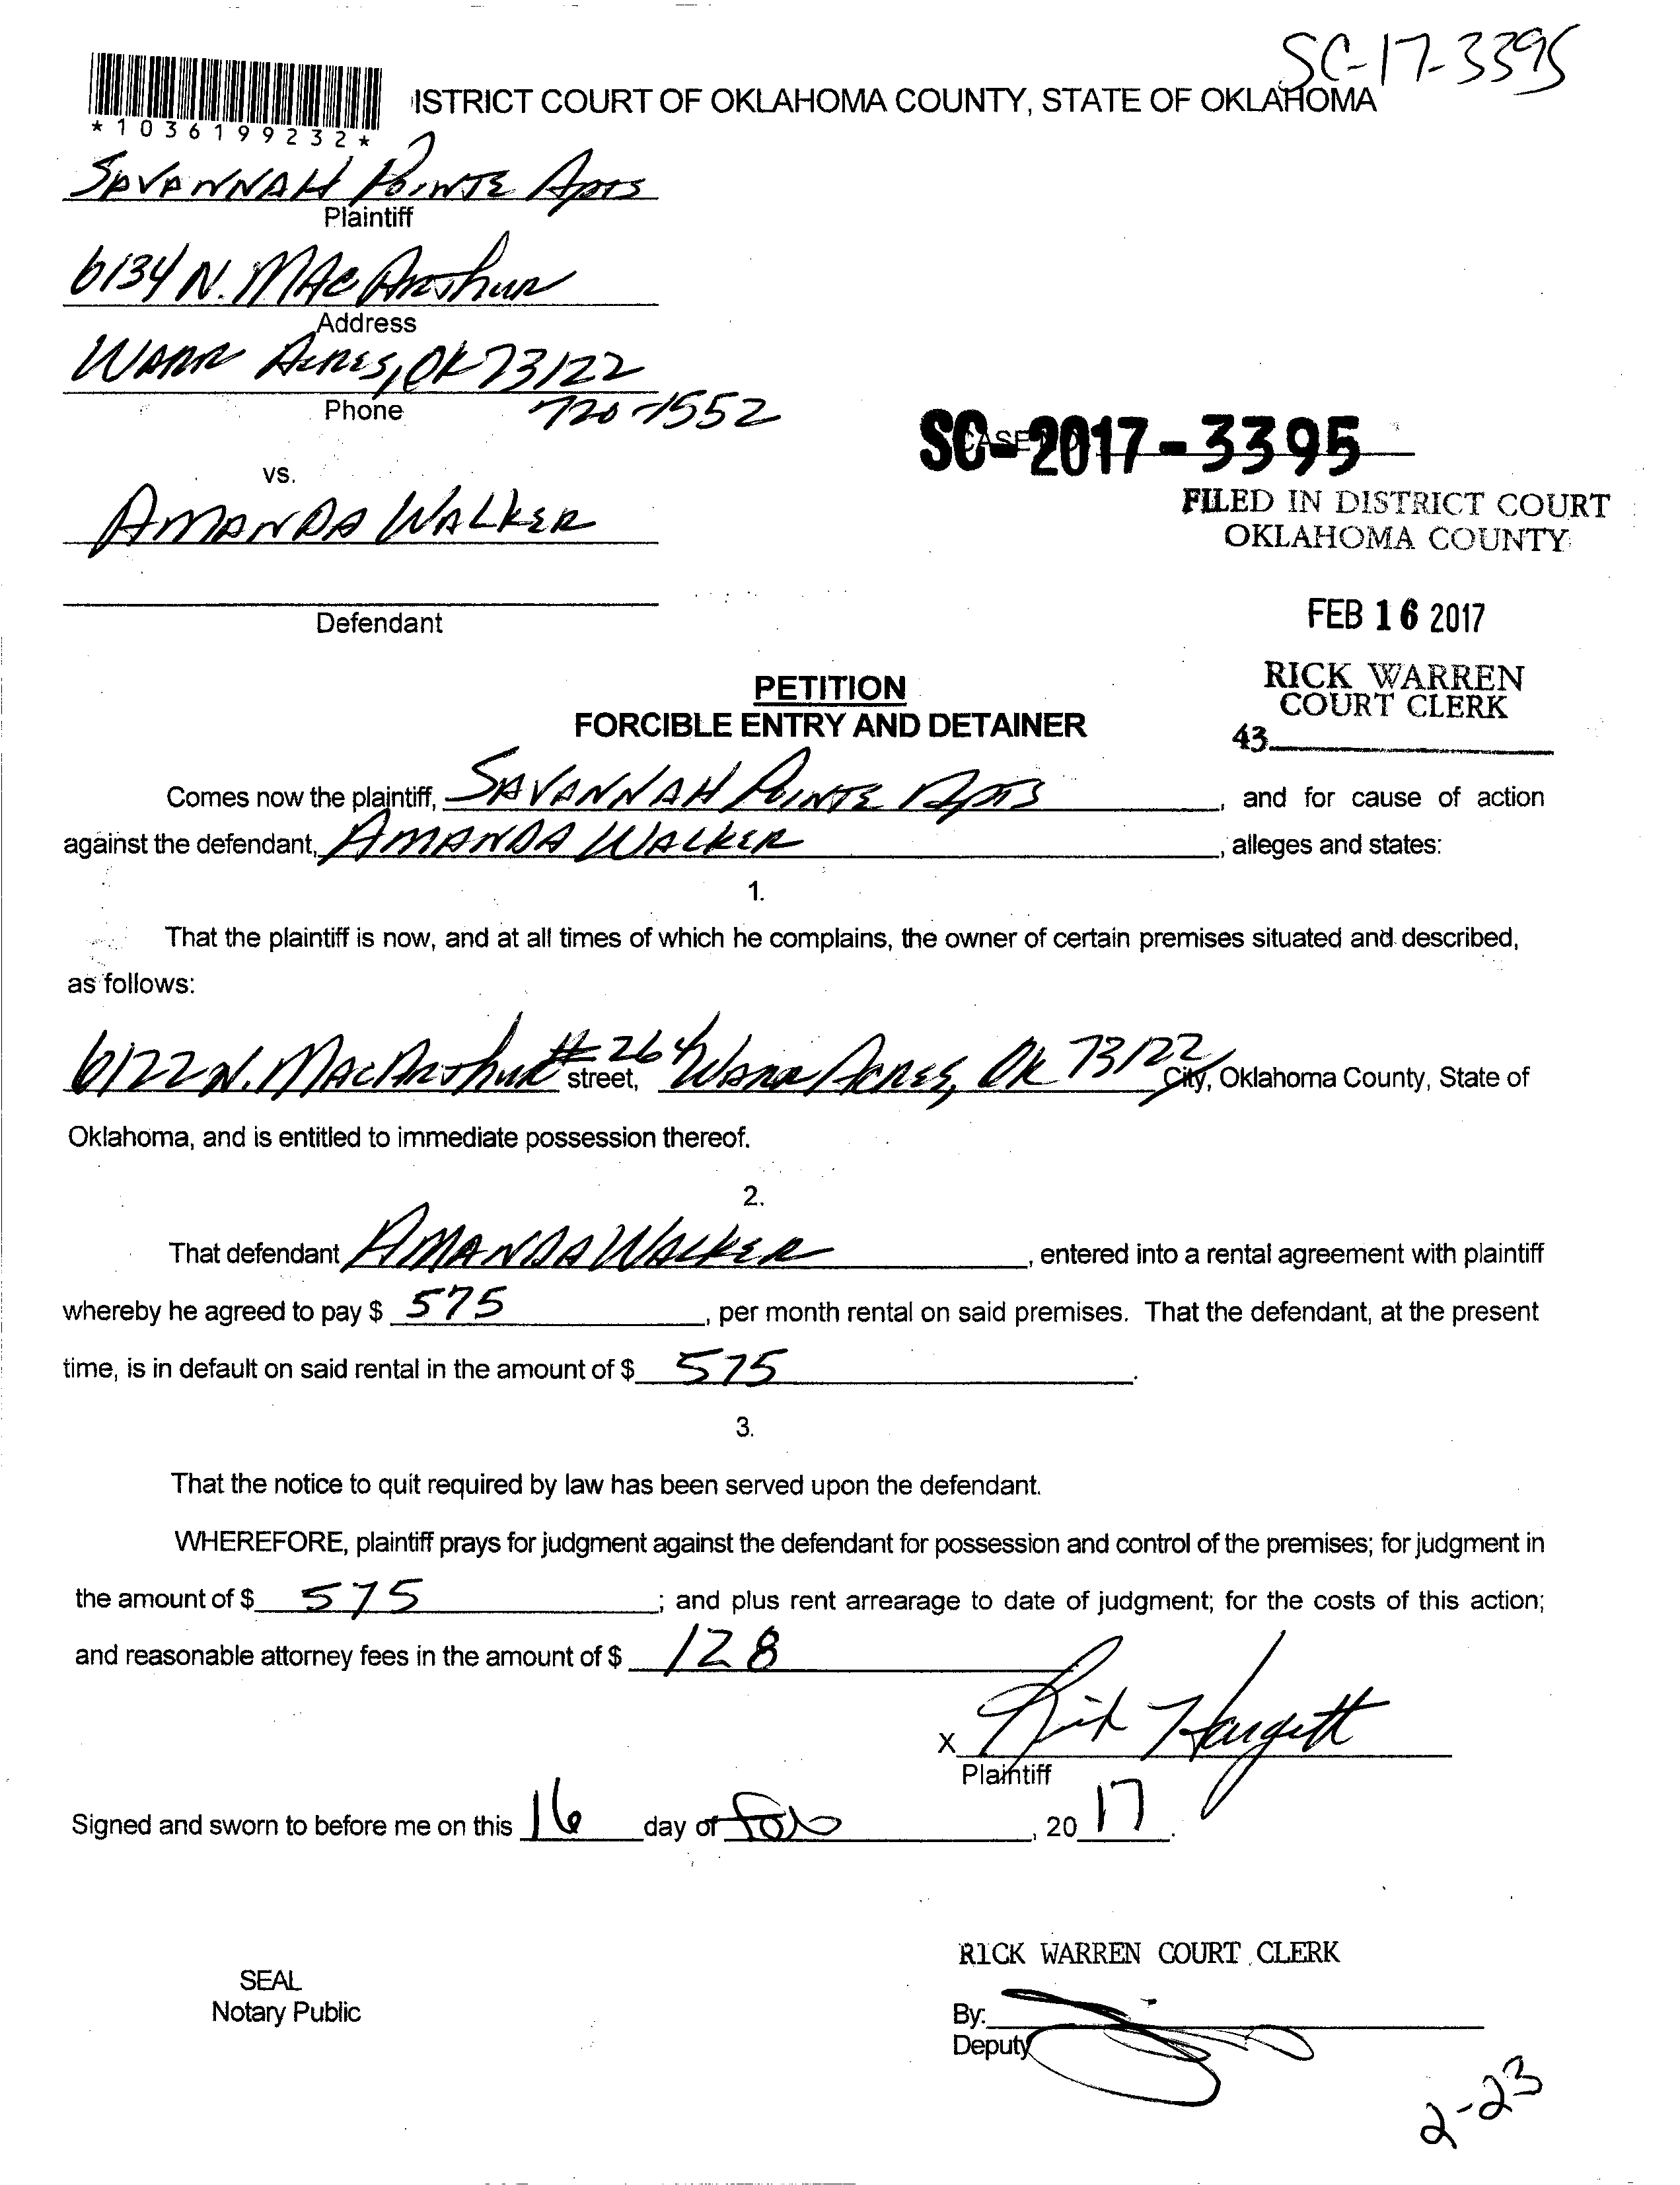 SC-17-3395
ISTRICT COURT OF OKLAHOMA COUNTY, STATE OF OKLAHOMA
*1036199232*
SAVANNAH POINTE APTS
Plaintiff
6134 N. MACARTHUR
Address
WARR ACRES, OK 73122
Phone 720-1552
SC-2017-3395
vs.
FILED IN DISTRICT COURT
AMANDA WALKER
OKLAHOMA COUNTY
FEB 16 2017
Defendant
RICK WARREN
PETITION
COURT CLERK
FORCIBLE ENTRY AND DETAINER
43
Comes now the plaintiff, SAVANNAH POINTE APTS, and for cause of action
against the defendant, AMANDA WALKER, alleges and states:
1.
That the plaintiff is now, and at all times of which he complains, the owner of certain premises situated and described,
as follows:
6122 N. MACARTHUR #264 street, WARR ACRES, OK 73122 City, Oklahoma County, State of
Oklahoma, and is entitled to immediate possession thereof.
2.
That defendant AMANDA WALKER, entered into a rental agreement with plaintiff
whereby he agreed to pay $ 575, per month rental on said premises. That the defendant, at the present
time, is in default on said rental in the amount of $ 575.
3.
That the notice to quit required by law has been served upon the defendant.
WHEREFORE, plaintiff prays for judgment against the defendant for possession and control of the premises; for judgment in
the amount of $ 575; and plus rent arrearage to date of judgment; for the costs of this action;
and reasonable attorney fees in the amount of $ 128
X Rick Hargett
Plaintiff
Signed and sworn to before me on this 16 day of Feb, 20 17.
RICK WARREN COURT CLERK
SEAL
Notary Public
By:
Deputy
2-23